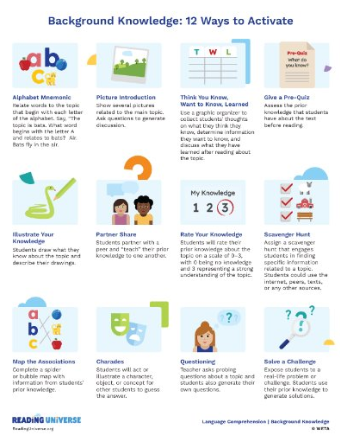 Background Knowledge: 12 Ways to Activate
a b c
T W L
Pre-Quiz
What do
you know?
Alphabet Mnemonic
Relate words to the topic
that begin with each letter
of the alphabet. Say, "The
topic is bats. What word
begins with the letter A
and relates to bats? Air.
Bats fly in the air.
Picture Introduction
Show several pictures
related to the main topic.
Ask questions to generate
discussion.
Think You Know,
Want to Know, Learned
Use a graphic organizer to
collect students thoughts
on what they think they
know, determine information
they want to know, and
discuss what they have
learned after reading about
the topic.
Give a Pre-Quiz
Assess the prior
knowledge that students
have about the text
before reading.
My Knowledge
1 2 3
Illustrate Your
Knowledge
Students draw what they
know about the topic and
describe their drawings.
Partner Share
Students partner with a
peer and "teach" their prior
knowledge to one another.
Rate Your Knowledge
Students will rate their
prior knowledge about the
topic on a scale of 0-3,
with 0 being no knowledge
and 3 representing a strong
understanding of the topic.
Scavenger Hunt
Assign a scavenger
hunt that engages
students in finding
specific information
related to a topic.
Students could use the
internet, peers, texts,
or any other sources.
a
b
c
? ?
? ?
Map the Associations
Complete a spider
or bubble map with
information from students'
prior knowledge.
Charades
Students will act or
illustrate a character,
object, or concept for
other students to guess
the answer.
Questioning
Teacher asks probing
questions about a topic and
students also generate their
own questions.
Solve a Challenge
Expose students to a
real-life problem or
challenge. Students use
their prior knowledge to
generate solutions.
READING UNIVERSE
ReadingUniverse.org
Language Comprehension | Background Knowledge
© WETA